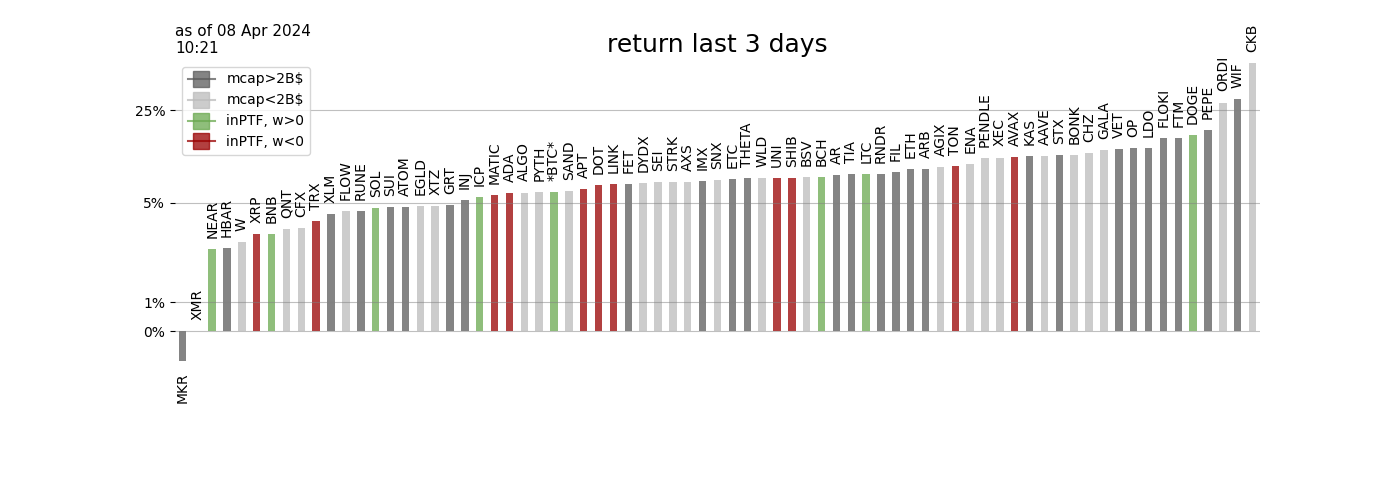 as of 08 Apr 2024
10:21
return last 3 days
mcap>2B$
mcap<2B$
inPTF, w>0
inPTF, w<0
25%
5%
1%
0%
MKR
XMR
NEAR
HBAR
W
XRP
BNB
QNT
CFX
TRX
XLM
FLOW
RUNE
SOL
SUI
ATOM
EGLD
XTZ
GRT
INJ
ICP
MATIC
ADA
ALGO
PYTH
*BTC*
SAND
APT
DOT
LINK
FET
DYDX
SEI
STRK
AXS
IMX
SNX
ETC
THETA
WLD
UNI
SHIB
BSV
BCH
AR
TIA
LTC
RNDR
FIL
ETH
ARB
AGIX
TON
ENA
PENDLE
XEC
AVAX
KAS
AAVE
STX
BONK
CHZ
GALA
VET
OP
LDO
FLOKI
FTM
DOGE
PEPE
ORDI
WIF
CKB